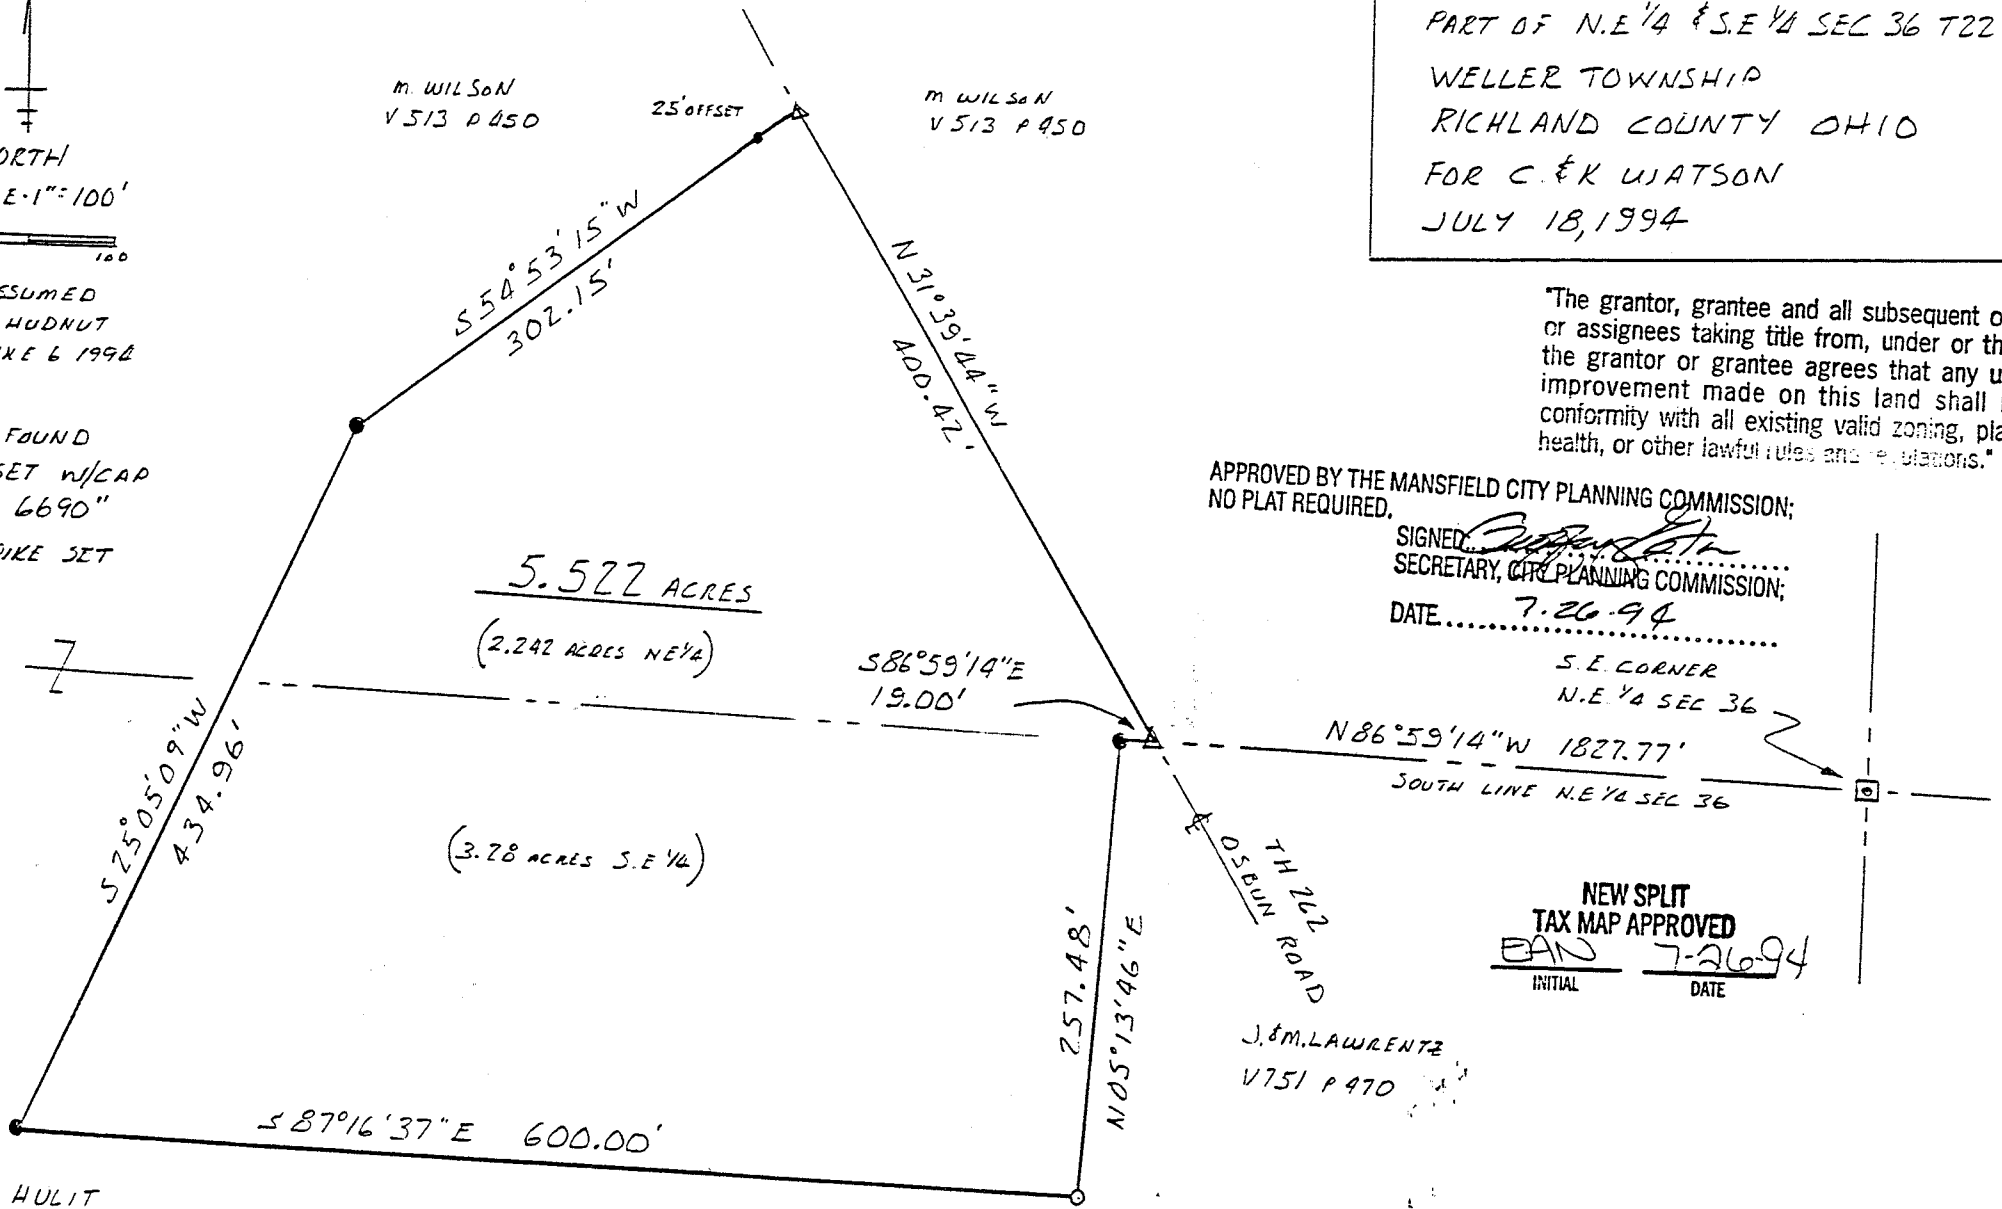 PART OF N.E 1/4 & S.E 1/4 SEC 36 T22
WELLER TOWNSHIP
RICHLAND COUNTY OHIO
FOR C. & K WATSON
JULY 18, 1994
M. WILSON
V 513 P 450
25' OFFSET
M WILSON
V 513 P 450
ORTH
E-1"=100'
100
SSUMED
HUDNUT
NE 6 1994
FOUND
SET W/CAP
6690"
PIKE SET
S54°53'15"W
302.15'
N31°39'44"W
400.42'
"The grantor, grantee and all subsequent o
or assignees taking title from, under or th
the grantor or grantee agrees that any u
improvement made on this land shall
conformity with all existing valid zoning, pla
health, or other lawful rules and regulations."
APPROVED BY THE MANSFIELD CITY PLANNING COMMISSION;
NO PLAT REQUIRED.
SIGNED
SECRETARY, CITY PLANNING COMMISSION;
DATE 7-26-94
5.522 ACRES
(2.242 ACRES NE 1/4)
S86°59'14"E
19.00'
S.E. CORNER
N.E 1/4 SEC 36
N86°59'14"W 1827.77'
SOUTH LINE N.E 1/4 SEC 36
S25°05'09"W
434.96'
(3.28 ACRES S.E 1/4)
TH 262
OSBUN ROAD
257.48'
N05°13'46"E
NEW SPLIT
TAX MAP APPROVED
EAN 7-26-94
INITIAL DATE
J. & M. LAWRENTZ
V751 P 470
S87°16'37"E 600.00'
HULIT